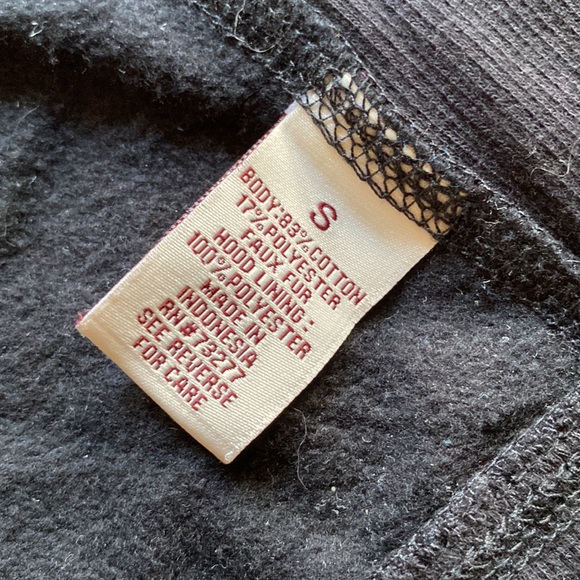 S
BODY:83%COTTON
17%POLYESTER
FAUX FUR
HOOD LINING -
100%POLYESTER
MADE IN
INDONESIA
RN#73277
SEE REVERSE
FOR CARE